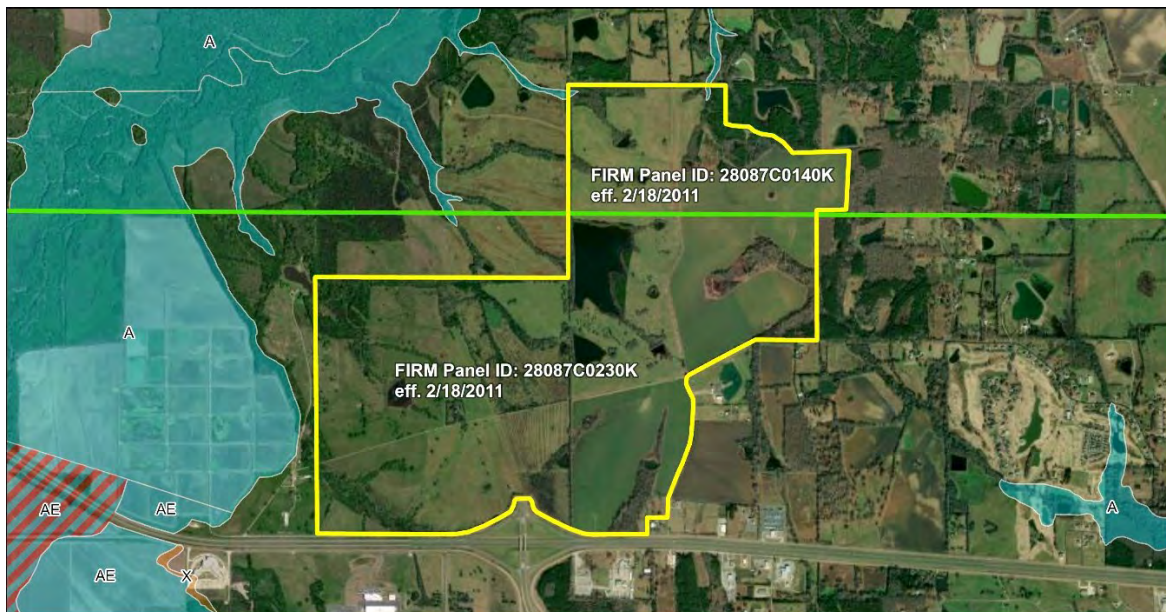 A
FIRM Panel ID: 28087C0140K
eff. 2/18/2011
A
FIRM Panel ID: 28087C0230K
eff. 2/18/2011
AE
AE
A
AE
X